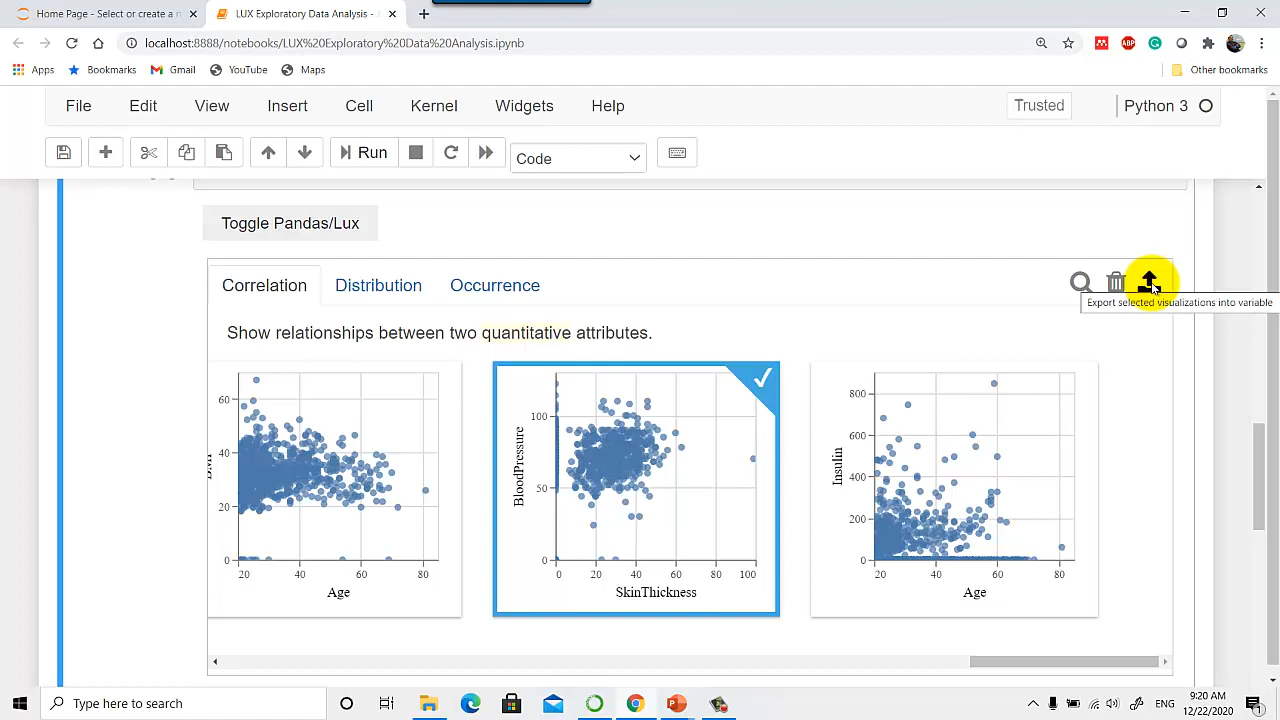 Home Page - Select or create a n
LUX Exploratory Data Analysis -
localhost:8888/notebooks/LUX%20Exploratory%20Data%20Analysis.ipynb
Apps
Bookmarks
Gmail
YouTube
Maps
Other bookmarks
File
Edit
View
Insert
Cell
Kernel
Widgets
Help
Trusted
Python 3
Run
Code
Toggle Pandas/Lux
Correlation
Distribution
Occurrence
Export selected visualizations into variable
Show relationships between two quantitative attributes.
60
40
20
0
20 40 60 80
Age
BloodPressure
100
50
0
0 20 40 60 80 100
SkinThickness
Insulin
800
600
400
200
0
20 40 60 80
Age
Type here to search
ENG
9:20 AM
12/22/2020